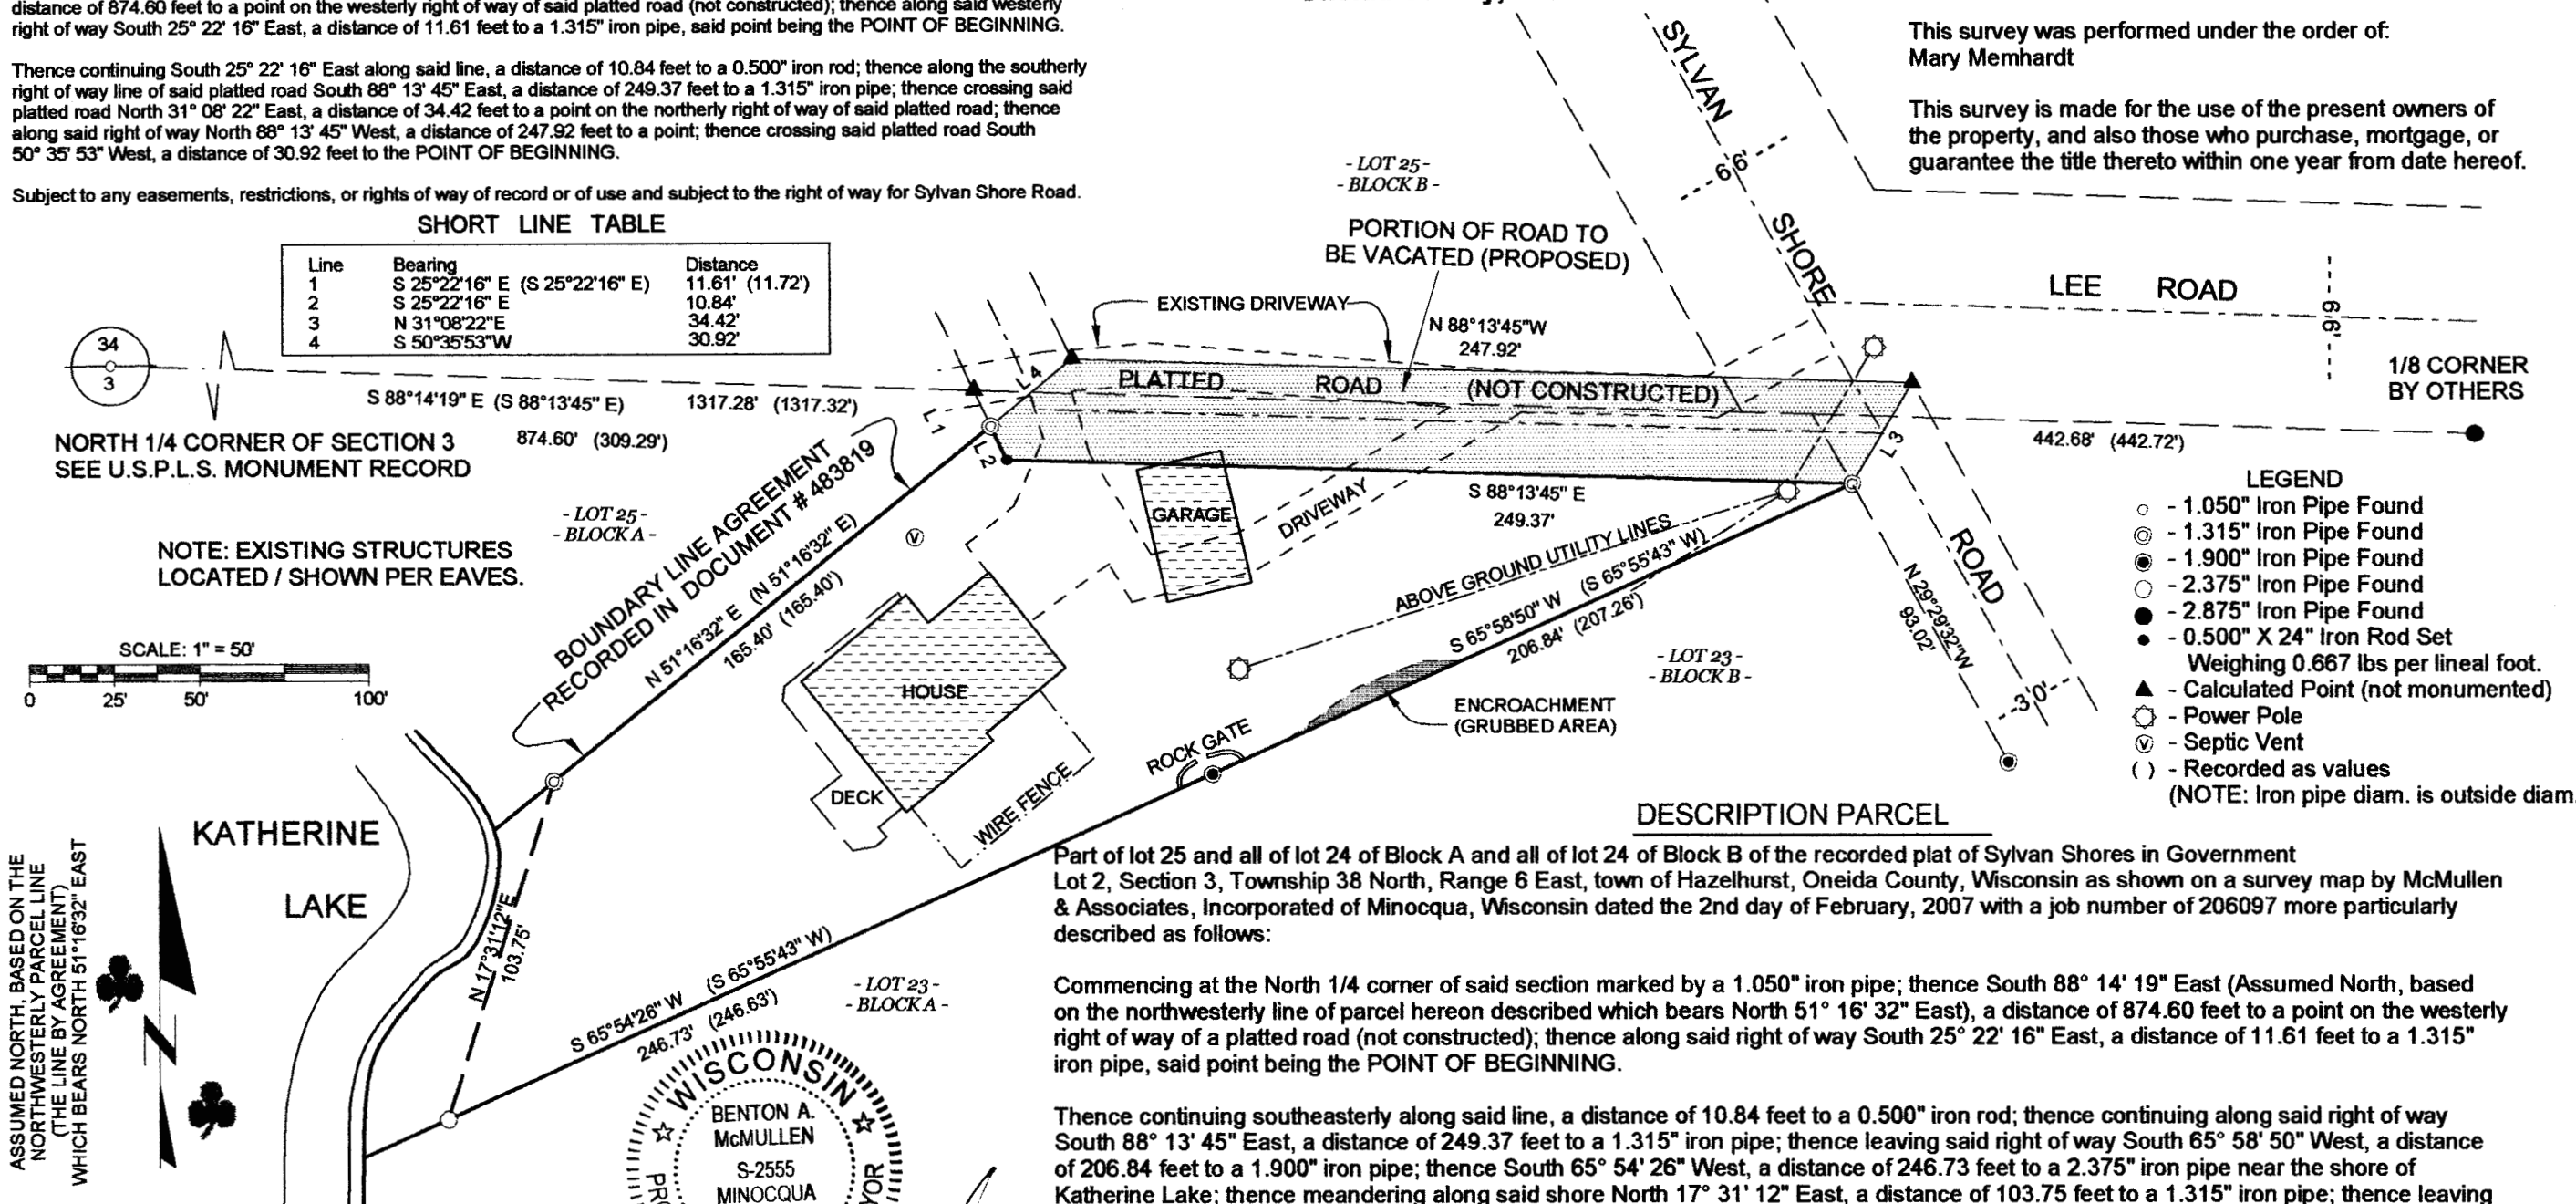 distance of 874.60 feet to a point on the westerly right of way of said platted road (not constructed); thence along said westerly
right of way South 25° 22' 16" East, a distance of 11.61 feet to a 1.315" iron pipe, said point being the POINT OF BEGINNING.
Thence continuing South 25° 22' 16" East along said line, a distance of 10.84 feet to a 0.500" iron rod; thence along the southerly
right of way line of said platted road South 88° 13' 45" East, a distance of 249.37 feet to a 1.315" iron pipe; thence crossing said
platted road North 31° 08' 22" East, a distance of 34.42 feet to a point on the northerly right of way of said platted road; thence
along said right of way North 88° 13' 45" West, a distance of 247.92 feet to a point; thence crossing said platted road South
50° 35' 53" West, a distance of 30.92 feet to the POINT OF BEGINNING.
Subject to any easements, restrictions, or rights of way of record or of use and subject to the right of way for Sylvan Shore Road.
This survey was performed under the order of:
Mary Memhardt
This survey is made for the use of the present owners of
the property, and also those who purchase, mortgage, or
guarantee the title thereto within one year from date hereof.
SHORT LINE TABLE
Line Bearing Distance
1 S 25°22'16" E (S 25°22'16" E) 11.61' (11.72')
2 S 25°22'16" E 10.84'
3 N 31°08'22"E 34.42'
4 S 50°35'53"W 30.92'
- LOT 25 -
- BLOCK B -
PORTION OF ROAD TO
BE VACATED (PROPOSED)
SYLVAN
SHORE
ROAD
66'
LEE ROAD
66'
EXISTING DRIVEWAY
N 88°13'45"W
247.92'
34
3
S 88°14'19" E (S 88°13'45" E) 1317.28' (1317.32')
874.60' (309.29')
NORTH 1/4 CORNER OF SECTION 3
SEE U.S.P.L.S. MONUMENT RECORD
L 4
L 1
L 2
L 3
PLATTED ROAD (NOT CONSTRUCTED)
1/8 CORNER
BY OTHERS
442.68' (442.72')
BOUNDARY LINE AGREEMENT
RECORDED IN DOCUMENT # 483819
N 51°16'32" E (N 51°16'32" E)
165.40' (165.40')
- LOT 25 -
- BLOCK A -
NOTE: EXISTING STRUCTURES
LOCATED / SHOWN PER EAVES.
V
GARAGE
DRIVEWAY
S 88°13'45" E
249.37'
ABOVE GROUND UTILITY LINES
S 65°58'50" W (S 65°55'43" W)
206.84' (207.26')
N 29°29'32"W
93.02'
30'
LEGEND
- 1.050" Iron Pipe Found
- 1.315" Iron Pipe Found
- 1.900" Iron Pipe Found
- 2.375" Iron Pipe Found
- 2.875" Iron Pipe Found
- 0.500" X 24" Iron Rod Set
Weighing 0.667 lbs per lineal foot.
- Calculated Point (not monumented)
- Power Pole
V - Septic Vent
( ) - Recorded as values
(NOTE: Iron pipe diam. is outside diam.
SCALE: 1" = 50'
0 25' 50' 100'
HOUSE
DECK
WIRE FENCE
ROCK GATE
ENCROACHMENT
(GRUBBED AREA)
- LOT 23 -
- BLOCK B -
KATHERINE
LAKE
ASSUMED NORTH, BASED ON THE
NORTHWESTERLY PARCEL LINE
(THE LINE BY AGREEMENT)
WHICH BEARS NORTH 51°16'32" EAST
N
N 17°31'12"E
103.75'
S 65°54'26" W (S 65°55'43" W)
246.73' (246.63')
- LOT 23 -
- BLOCK A -
WISCONSIN
BENTON A.
McMULLEN
S-2555
MINOCQUA
DESCRIPTION PARCEL
Part of lot 25 and all of lot 24 of Block A and all of lot 24 of Block B of the recorded plat of Sylvan Shores in Government
Lot 2, Section 3, Township 38 North, Range 6 East, town of Hazelhurst, Oneida County, Wisconsin as shown on a survey map by McMullen
& Associates, Incorporated of Minocqua, Wisconsin dated the 2nd day of February, 2007 with a job number of 206097 more particularly
described as follows:
Commencing at the North 1/4 corner of said section marked by a 1.050" iron pipe; thence South 88° 14' 19" East (Assumed North, based
on the northwesterly line of parcel hereon described which bears North 51° 16' 32" East), a distance of 874.60 feet to a point on the westerly
right of way of a platted road (not constructed); thence along said right of way South 25° 22' 16" East, a distance of 11.61 feet to a 1.315"
iron pipe, said point being the POINT OF BEGINNING.
Thence continuing southeasterly along said line, a distance of 10.84 feet to a 0.500" iron rod; thence continuing along said right of way
South 88° 13' 45" East, a distance of 249.37 feet to a 1.315" iron pipe; thence leaving said right of way South 65° 58' 50" West, a distance
of 206.84 feet to a 1.900" iron pipe; thence South 65° 54' 26" West, a distance of 246.73 feet to a 2.375" iron pipe near the shore of
Katherine Lake; thence meandering along said shore North 17° 31' 12" East, a distance of 103.75 feet to a 1.315" iron pipe; thence leaving